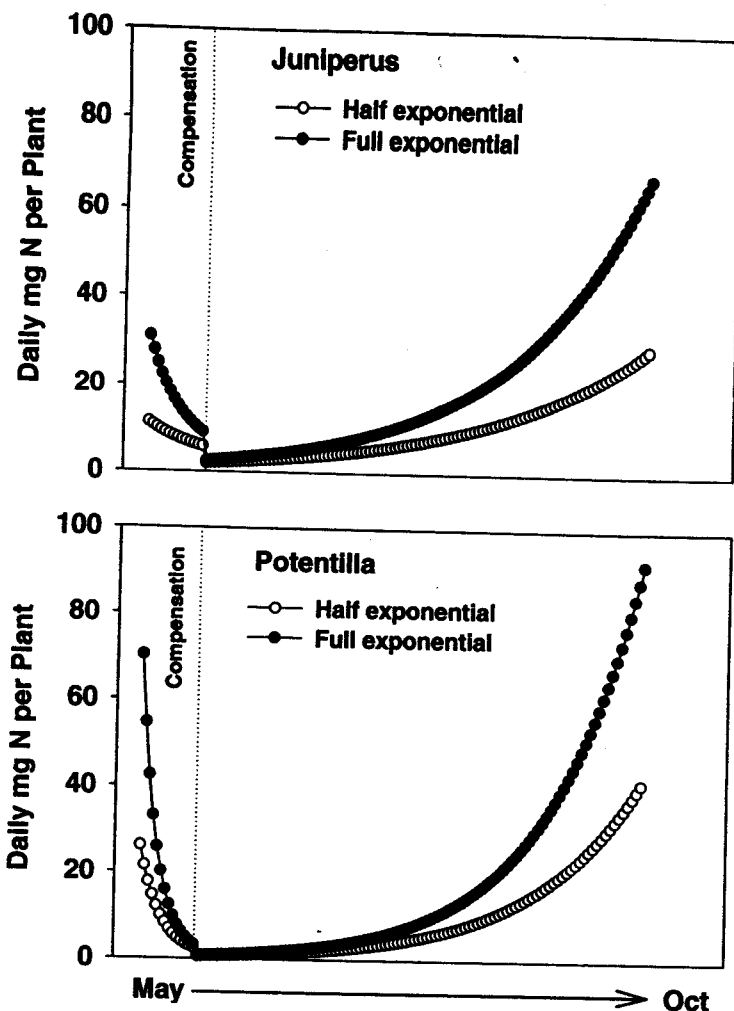 100
80
60
40
20
0
Daily mg N per Plant
Compensation
Juniperus
Half exponential
Full exponential
100
80
60
40
20
0
Daily mg N per Plant
Compensation
Potentilla
Half exponential
Full exponential
May
Oct